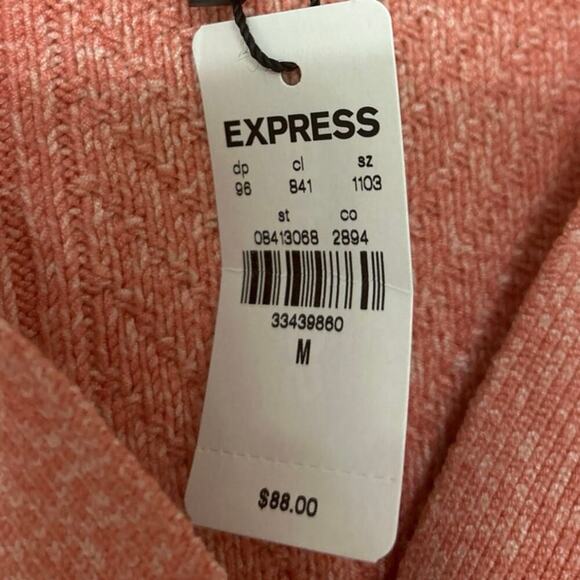 EXPRESS
dp cl sz
96 841 1103
st co
08413068 2894
33439860
M
$88.00